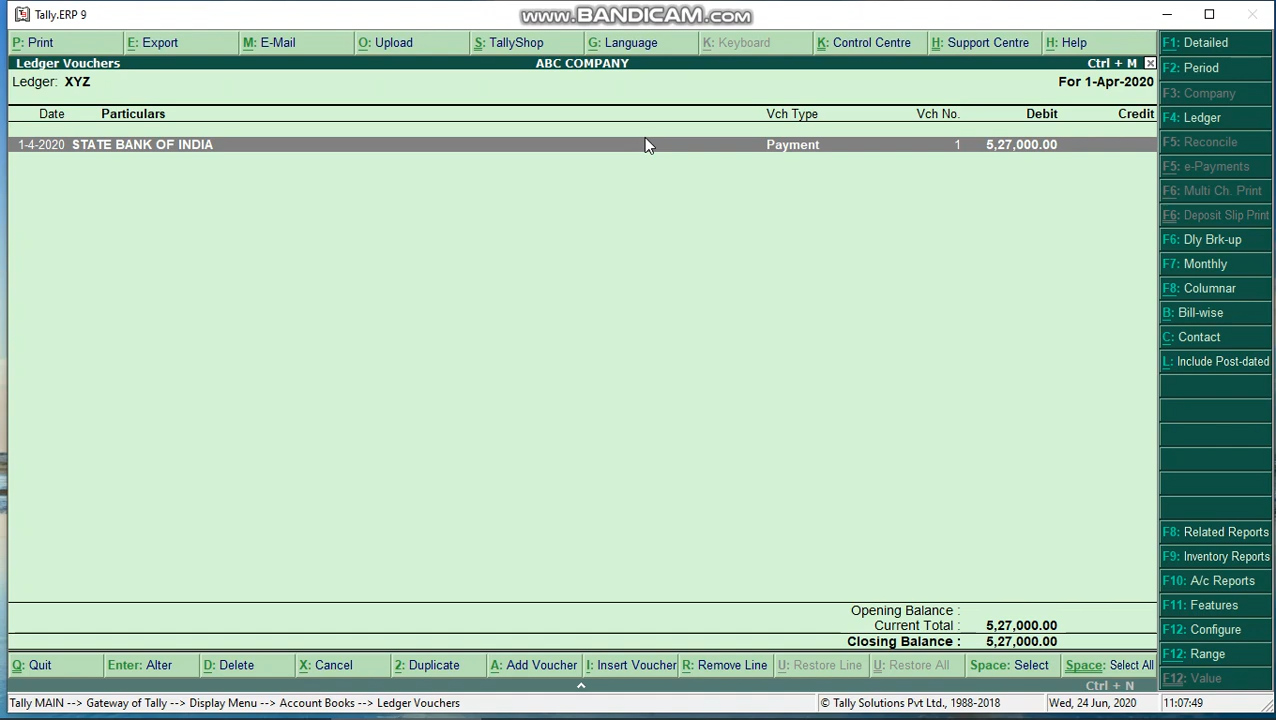 Tally.ERP 9
www.BANDICAM.com
P: Print E: Export M: E-Mail O: Upload S: TallyShop G: Language K: Keyboard K: Control Centre H: Support Centre H: Help
Ledger Vouchers ABC COMPANY Ctrl + M
Ledger: XYZ For 1-Apr-2020
Date Particulars Vch Type Vch No. Debit Credit
1-4-2020 STATE BANK OF INDIA Payment 1 5,27,000.00
Opening Balance :
Current Total : 5,27,000.00
Closing Balance : 5,27,000.00
Q: Quit Enter: Alter D: Delete X: Cancel 2: Duplicate A: Add Voucher I: Insert Voucher R: Remove Line U: Restore Line U: Restore All Space: Select Space: Select All
Ctrl + N
Tally MAIN --> Gateway of Tally --> Display Menu --> Account Books --> Ledger Vouchers © Tally Solutions Pvt Ltd., 1988-2018 Wed, 24 Jun, 2020 11:07:49
F1: Detailed
F2: Period
F3: Company
F4: Ledger
F5: Reconcile
F5: e-Payments
F6: Multi Ch. Print
F6: Deposit Slip Print
F6: Dly Brk-up
F7: Monthly
F8: Columnar
B: Bill-wise
C: Contact
L: Include Post-dated
F8: Related Reports
F9: Inventory Reports
F10: A/c Reports
F11: Features
F12: Configure
F12: Range
F12: Value